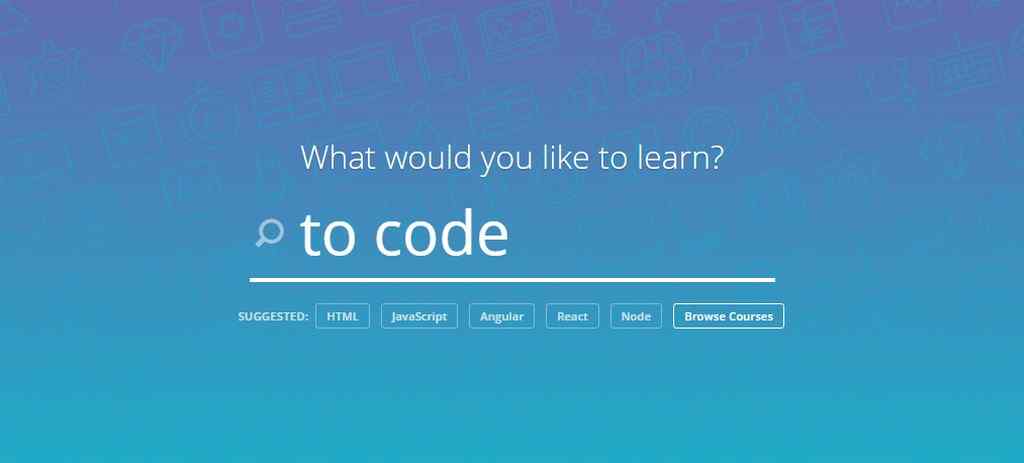 What would you like to learn?
to code
SUGGESTED: HTML JavaScript Angular React Node Browse Courses